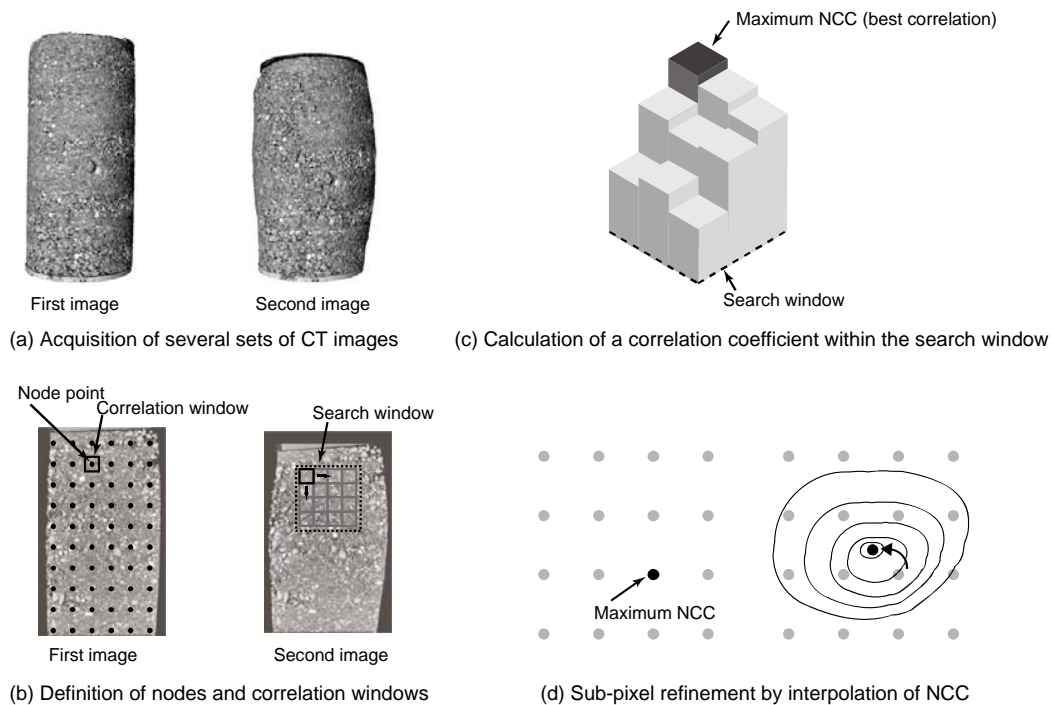 First image
Second image
(a) Acquisition of several sets of CT images
Maximum NCC (best correlation)
Search window
(c) Calculation of a correlation coefficient within the search window
Node point
Correlation window
Search window
First image
Second image
(b) Definition of nodes and correlation windows
Maximum NCC
(d) Sub-pixel refinement by interpolation of NCC